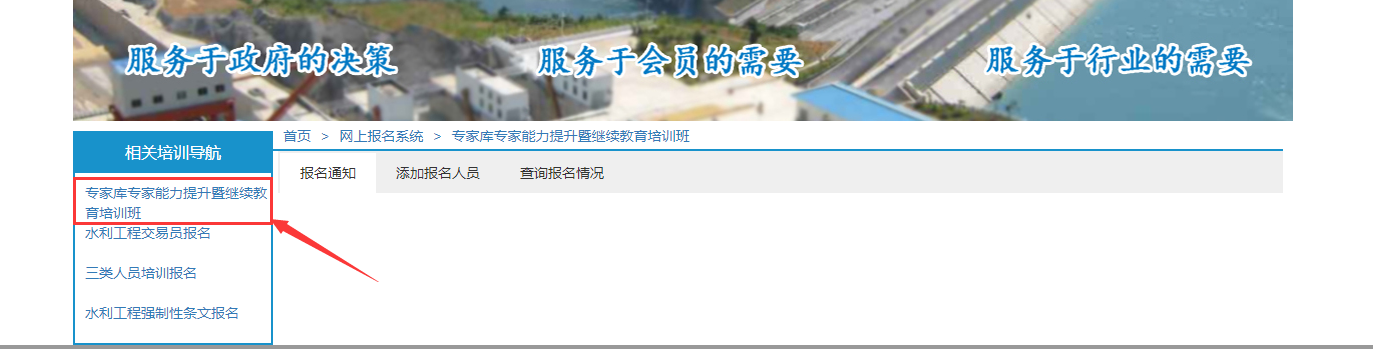 服务于政府的决策 服务于会员的需要 服务于行业的需要
相关培训导航
首页 > 网上报名系统 > 专家库专家能力提升暨继续教育培训班
报名通知 添加报名人员 查询报名情况
专家库专家能力提升暨继续教
育培训班
水利工程交易员报名
三类人员培训报名
水利工程强制性条文报名